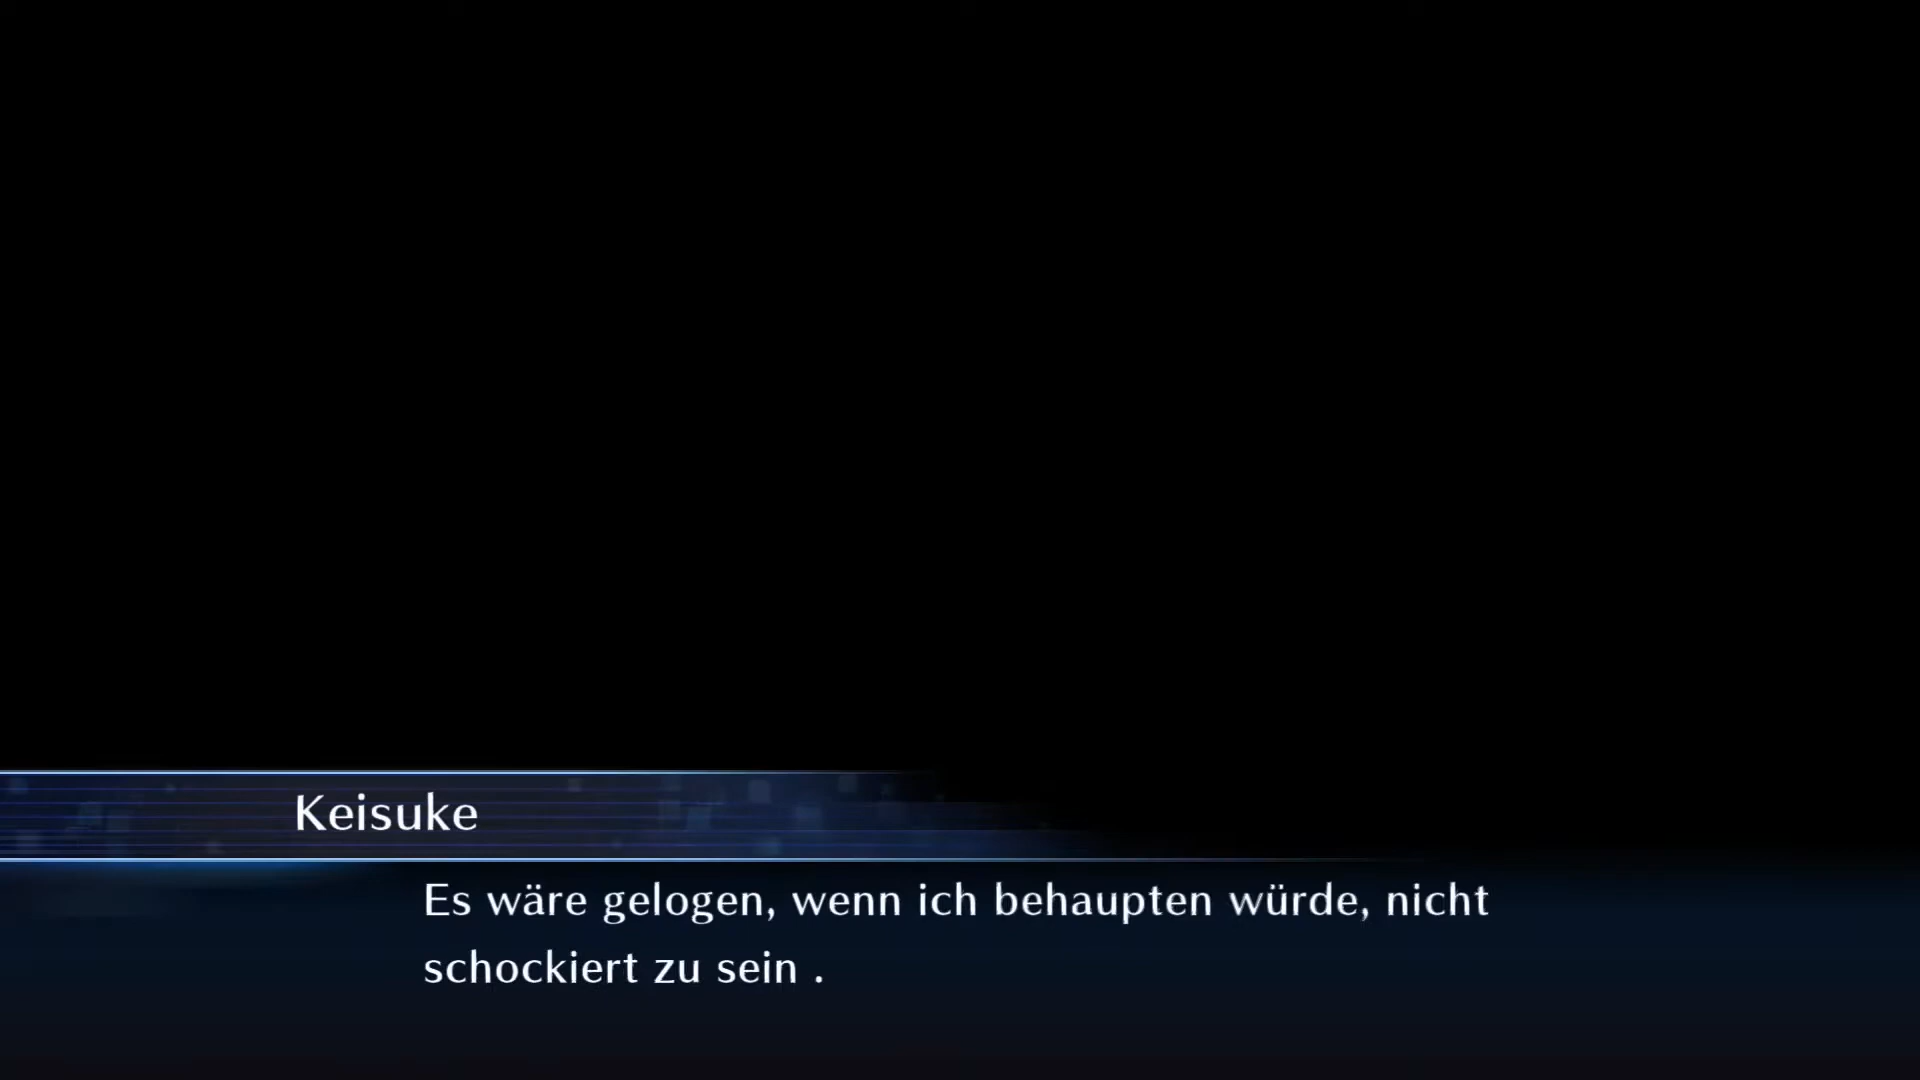 Keisuke
Es wäre gelogen, wenn ich behaupten würde, nicht
schockiert zu sein .